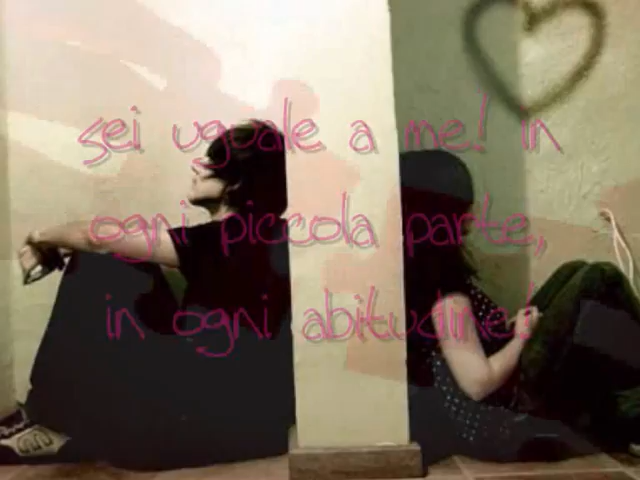 sei uguale a me! in
ogni piccola parte,
in ogni abitudine!